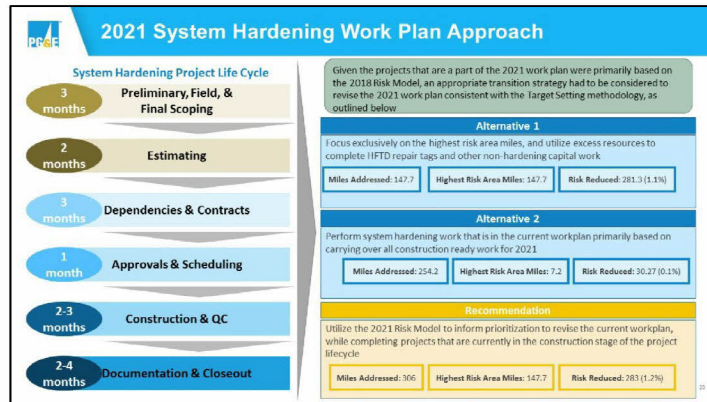 PG&E
2021 System Hardening Work Plan Approach
System Hardening Project Life Cycle
3
months
Preliminary, Field, &
Final Scoping
2
months
Estimating
3
months
Dependencies & Contracts
1
month
Approvals & Scheduling
2-3
months
Construction & QC
2-4
months
Documentation & Closeout
Given the projects that are a part of the 2021 work plan were primarily based on
the 2018 Risk Model, an appropriate transition strategy had to be considered to
revise the 2021 work plan consistent with the Target Setting methodology, as
outlined below
Alternative 1
Focus exclusively on the highest risk area miles, and utilize excess resources to
complete HFTD repair tags and other non-hardening capital work
Miles Addressed: 147.7
Highest Risk Area Miles: 147.7
Risk Reduced: 281.3 (1.1%)
Alternative 2
Perform system hardening work that is in the current workplan primarily based on
carrying over all construction ready work for 2021
Miles Addressed: 254.2
Highest Risk Area Miles: 7.2
Risk Reduced: 30.27 (0.1%)
Recommendation
Utilize the 2021 Risk Model to inform prioritization to revise the current workplan,
while completing projects that are currently in the construction stage of the project
lifecycle
Miles Addressed: 306
Highest Risk Area Miles: 147.7
Risk Reduced: 283 (1.2%)